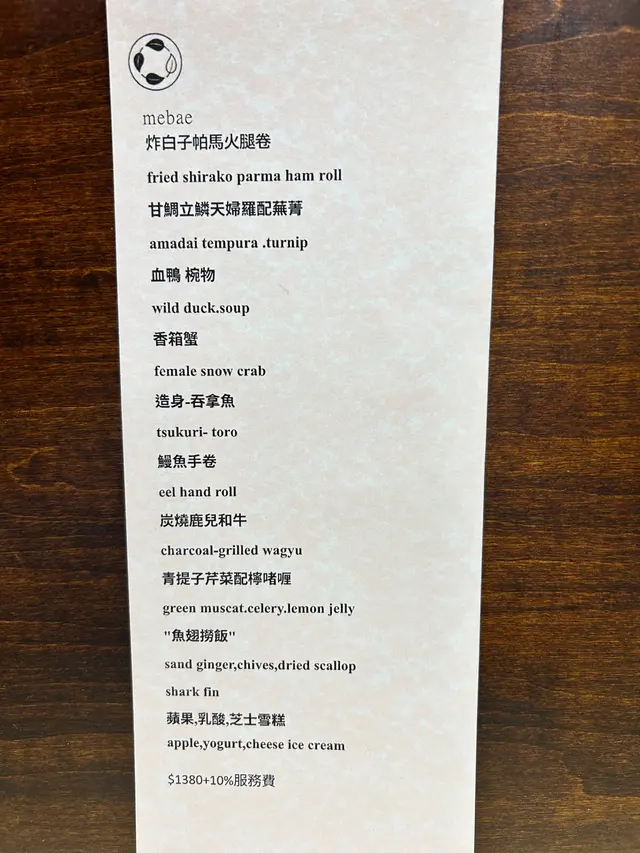 mebae
炸白子帕馬火腿卷
fried shirako parma ham roll
甘鯛立鱗天婦羅配蕪菁
amadai tempura .turnip
血鴨 椀物
wild duck.soup
香箱蟹
female snow crab
造身-吞拿魚
tsukuri- toro
鰻魚手卷
eel hand roll
炭燒鹿兒和牛
charcoal-grilled wagyu
青提子芹菜配檸啫喱
green muscat.celery.lemon jelly
"魚翅撈飯"
sand ginger,chives,dried scallop
shark fin
蘋果,乳酸,芝士雪糕
apple,yogurt,cheese ice cream
$1380+10%服務費